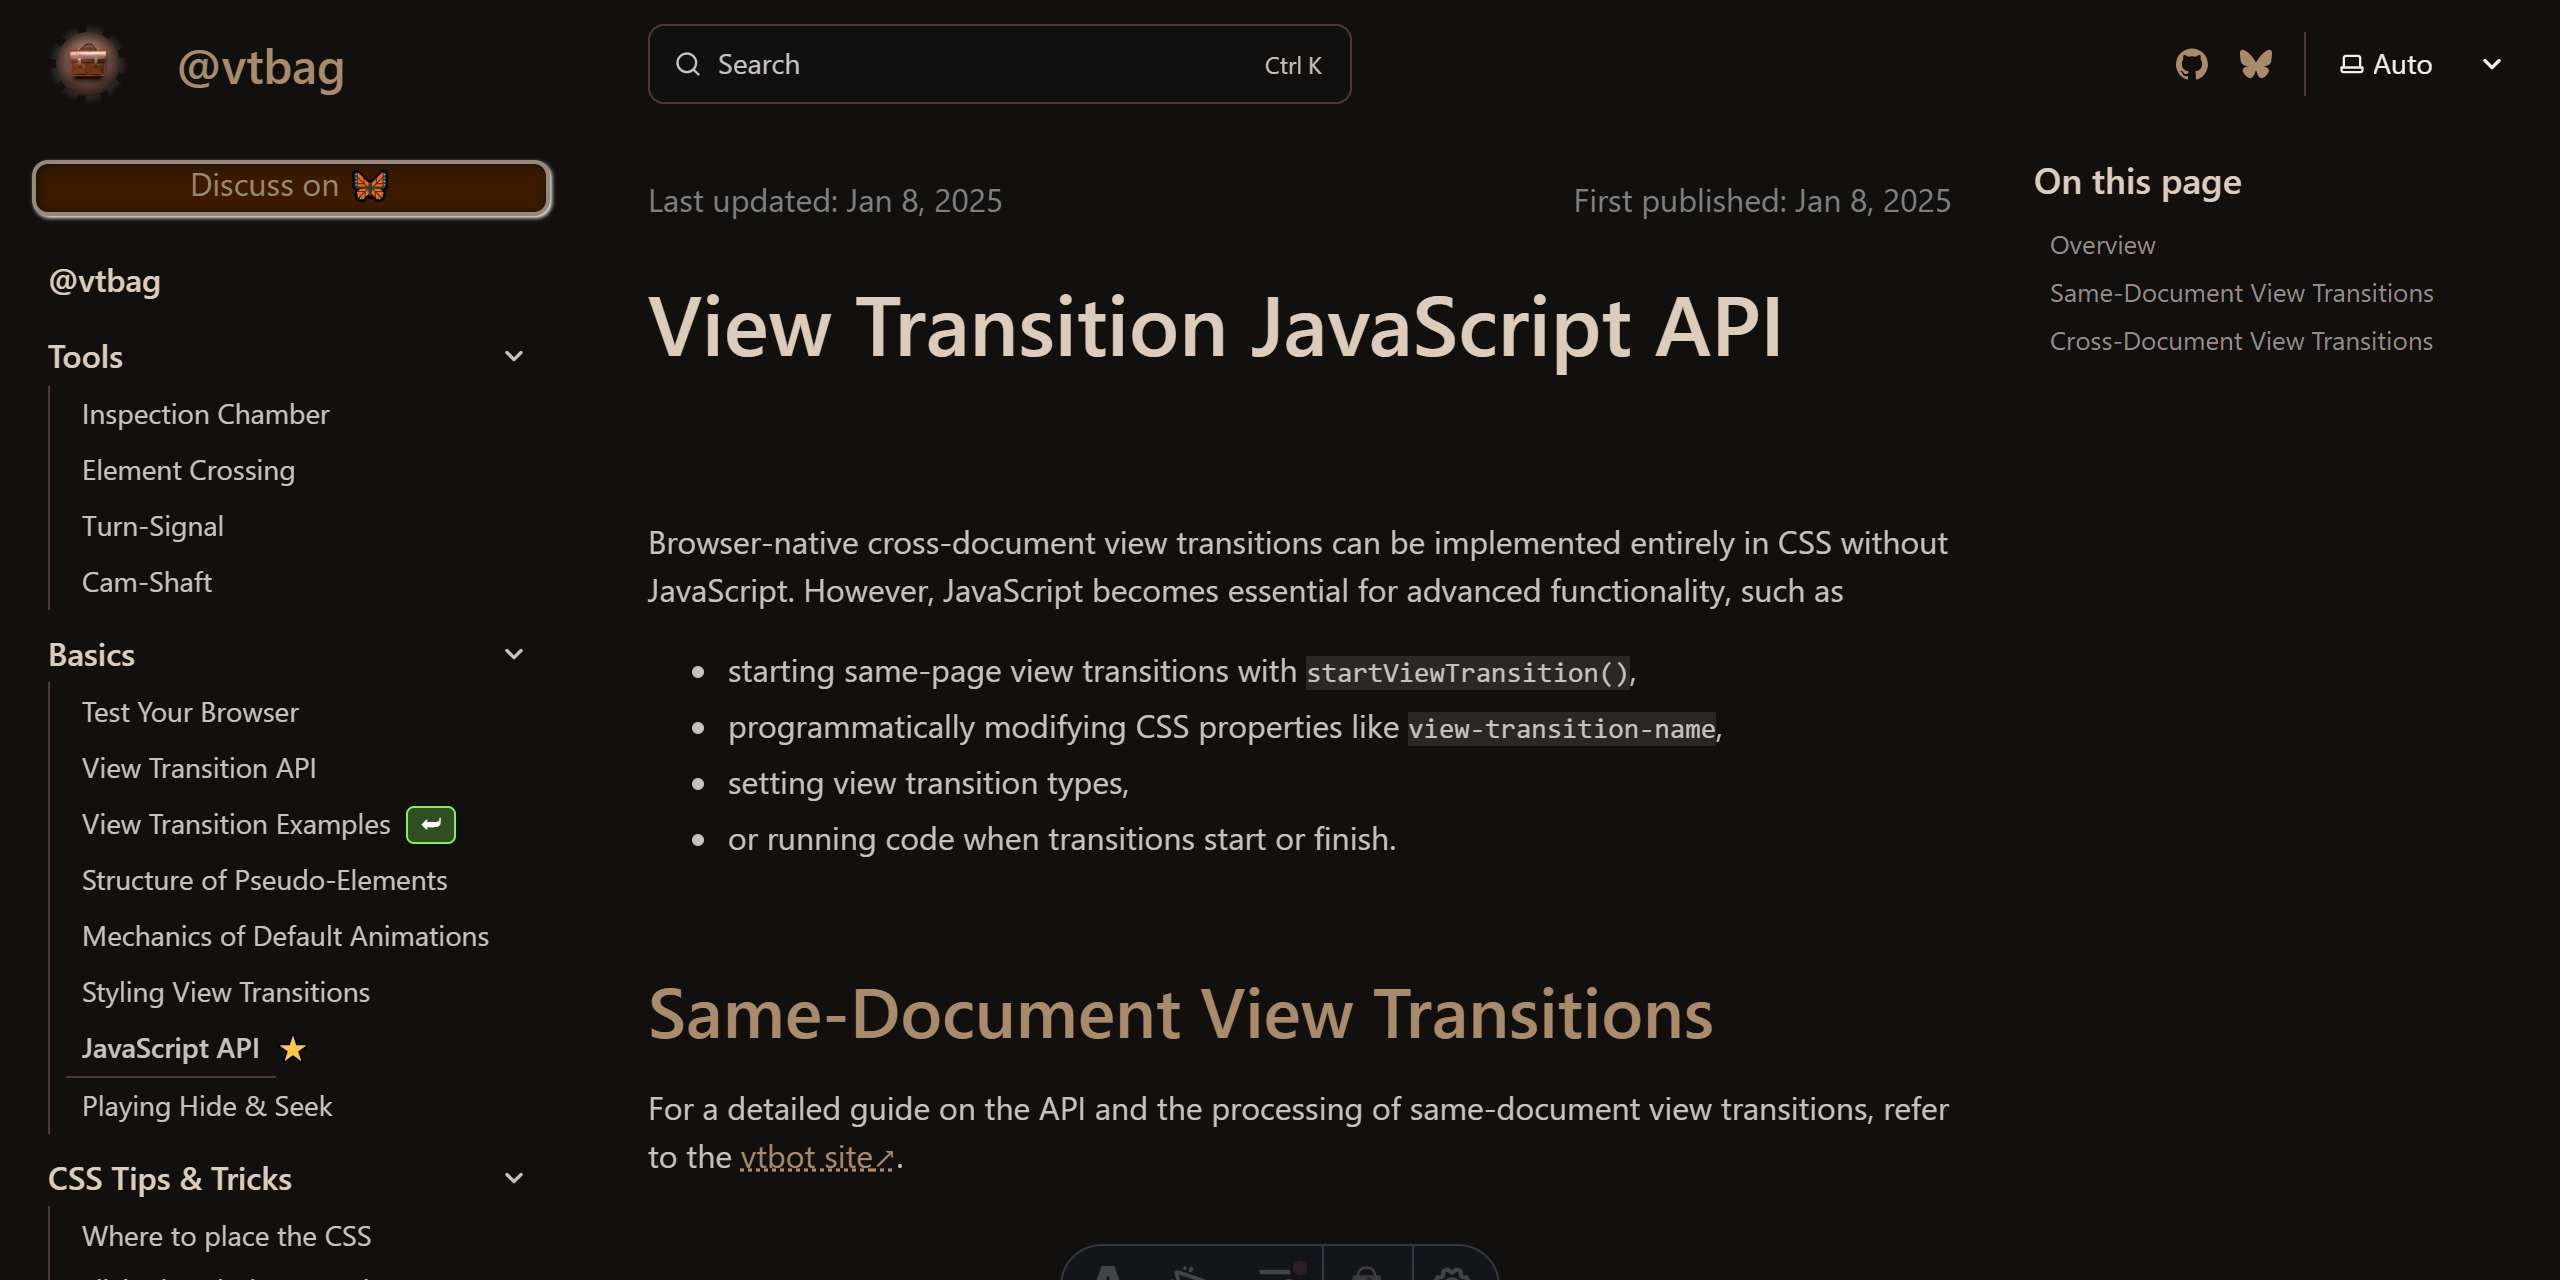 @vtbag
Search
Ctrl K
Auto
Discuss on
@vtbag
Tools
Inspection Chamber
Element Crossing
Turn-Signal
Cam-Shaft
Basics
Test Your Browser
View Transition API
View Transition Examples
Structure of Pseudo-Elements
Mechanics of Default Animations
Styling View Transitions
JavaScript API
Playing Hide & Seek
CSS Tips & Tricks
Where to place the CSS
Last updated: Jan 8, 2025
First published: Jan 8, 2025
View Transition JavaScript API
Browser-native cross-document view transitions can be implemented entirely in CSS without
JavaScript. However, JavaScript becomes essential for advanced functionality, such as
• starting same-page view transitions with startViewTransition(),
• programmatically modifying CSS properties like view-transition-name,
• setting view transition types,
• or running code when transitions start or finish.
Same-Document View Transitions
For a detailed guide on the API and the processing of same-document view transitions, refer
to the vtbot site↗.
On this page
Overview
Same-Document View Transitions
Cross-Document View Transitions